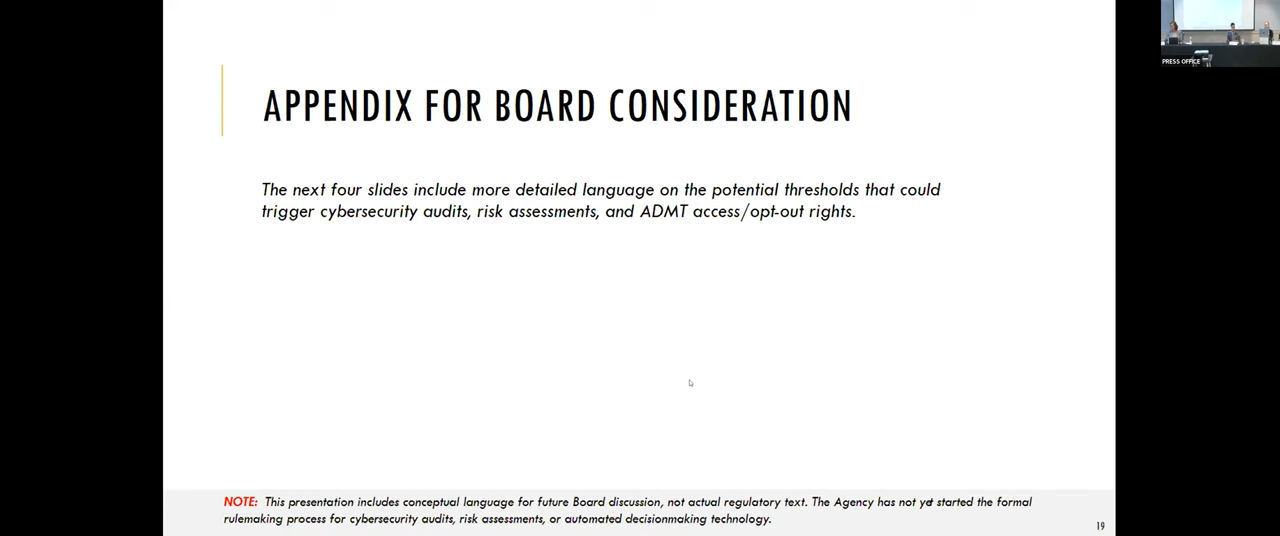 PRESS OFFICE
APPENDIX FOR BOARD CONSIDERATION
The next four slides include more detailed language on the potential thresholds that could
trigger cybersecurity audits, risk assessments, and ADMT access/opt-out rights.
NOTE: This presentation includes conceptual language for future Board discussion, not actual regulatory text. The Agency has not yet started the formal
rulemaking process for cybersecurity audits, risk assessments, or automated decisionmaking technology.
19